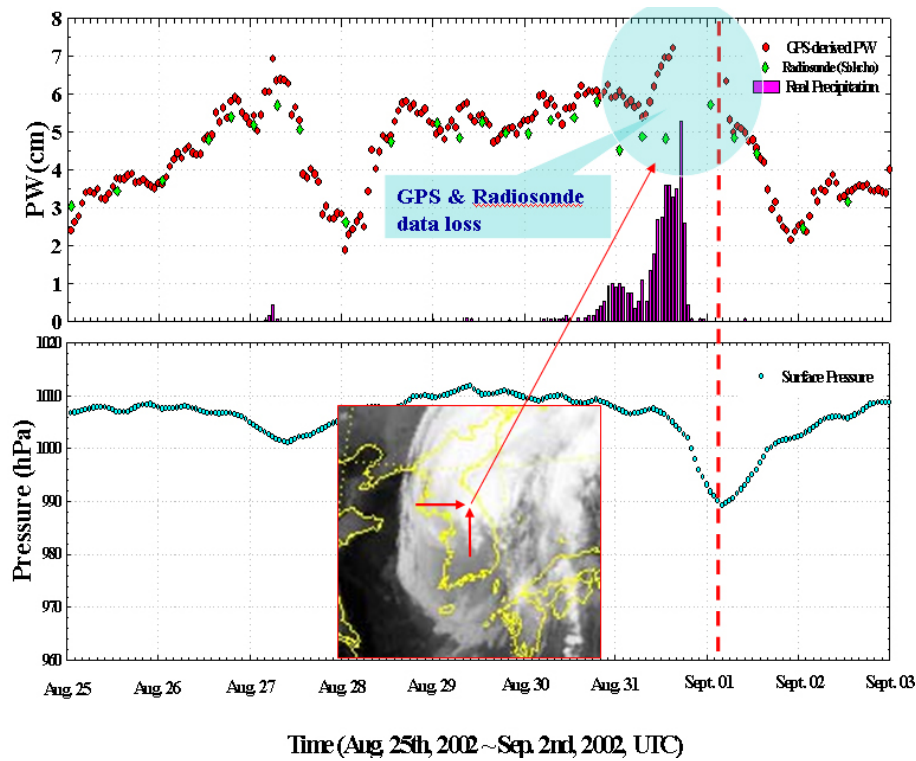 8
7
6
5
4
3
2
1
0
PW(cm)
GPS-derived PW
Radiosonde (Sokcho)
Real Precipitation
GPS & Radiosonde
data loss
1020
1010
1000
990
980
970
960
Pressure (hPa)
Surface Pressure
Aug. 25 Aug. 26 Aug. 27 Aug. 28 Aug. 29 Aug. 30 Aug. 31 Sept. 01 Sept. 02 Sept. 03
Time (Aug. 25th, 2002 ~ Sep. 2nd, 2002, UTC)